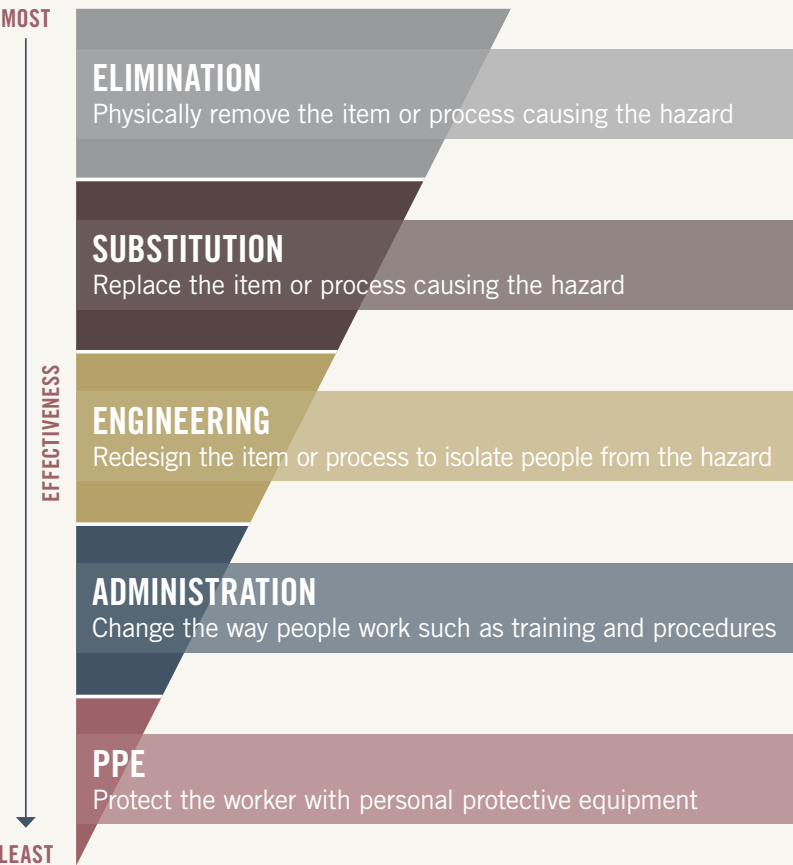 MOST
ELIMINATION
Physically remove the item or process causing the hazard
SUBSTITUTION
Replace the item or process causing the hazard
EFFECTIVENESS
ENGINEERING
Redesign the item or process to isolate people from the hazard
ADMINISTRATION
Change the way people work such as training and procedures
PPE
Protect the worker with personal protective equipment
LEAST